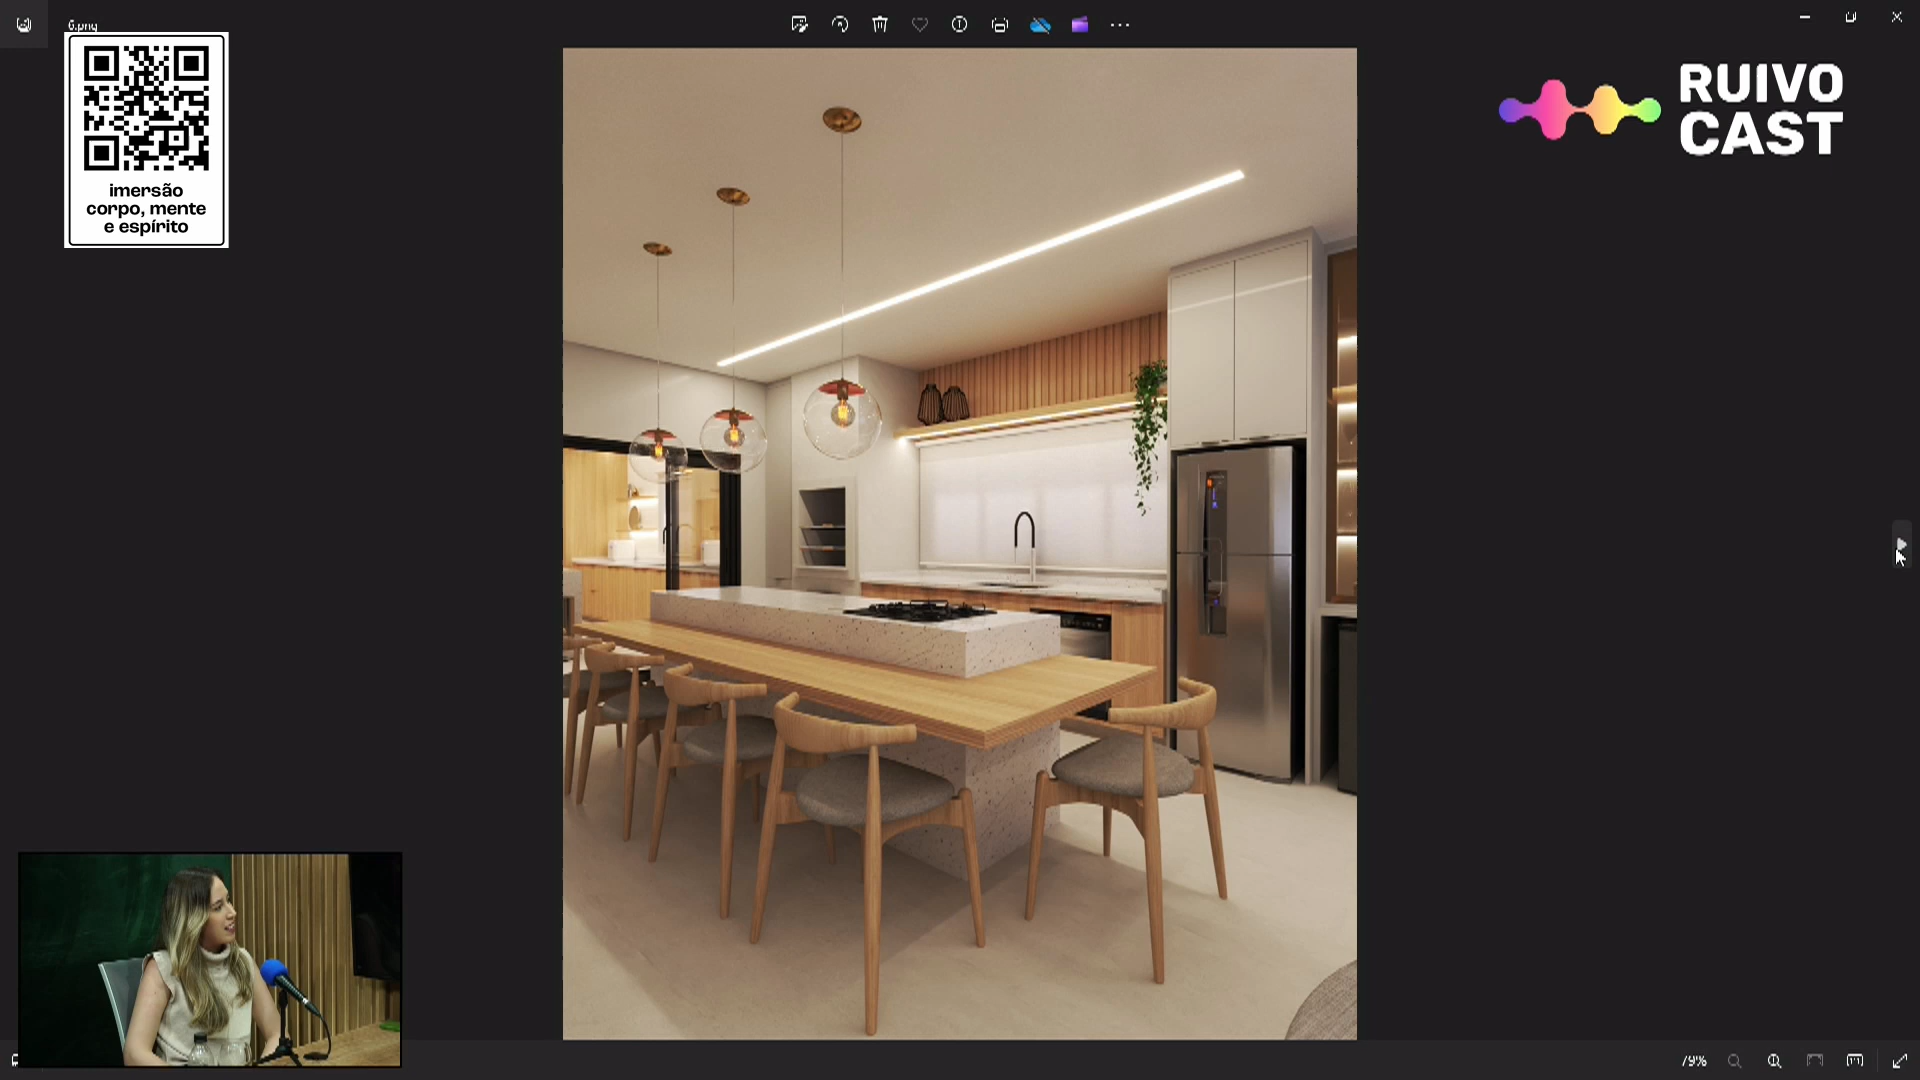 6.png
imersão
corpo, mente
e espírito
RUIVO
CAST
79%